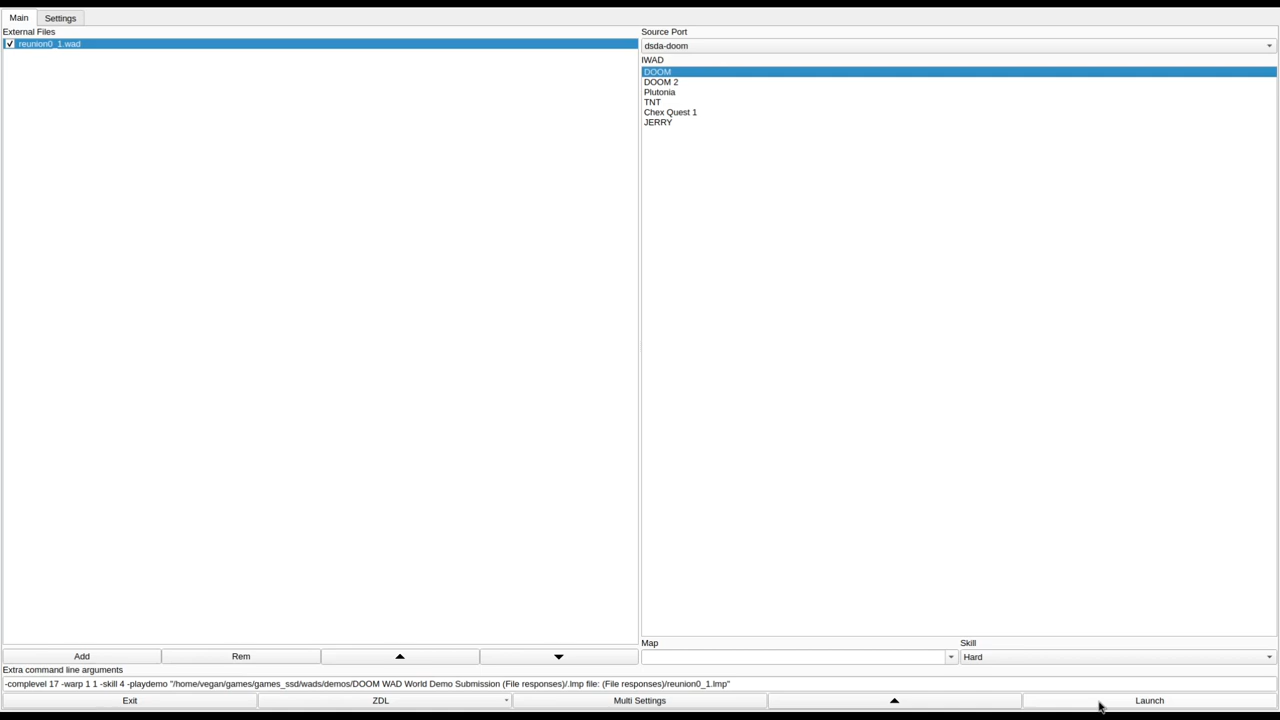 Main Settings
External Files
reunion0_1.wad
Source Port
dsda-doom
IWAD
DOOM
DOOM 2
Plutonia
TNT
Chex Quest 1
JERRY
Map Skill
Hard
Add Rem
Extra command line arguments
-complevel 17 -warp 1 1 -skill 4 -playdemo "/home/vegan/games/games_ssd/wads/demos/DOOM WAD World Demo Submission (File responses)/.lmp file: (File responses)/reunion0_1.lmp"
Exit ZDL Multi Settings Launch